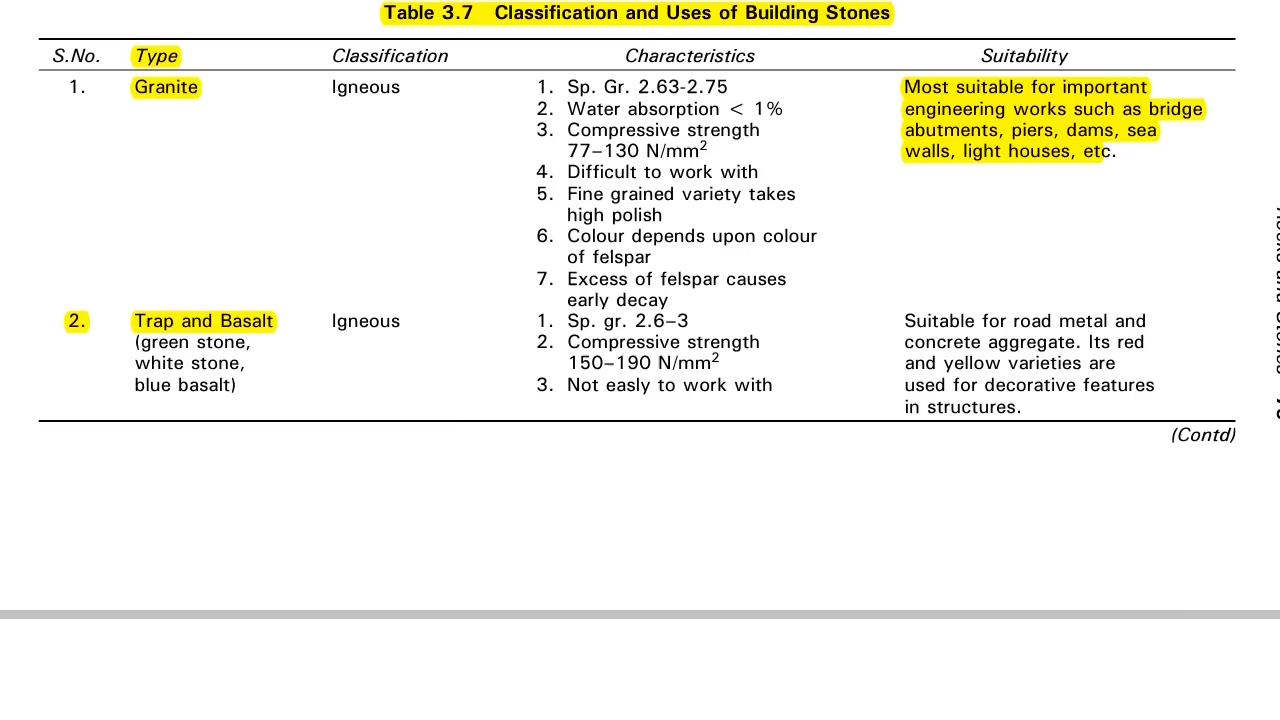 Table 3.7 Classification and Uses of Building Stones
S.No. Type Classification Characteristics Suitability
1. Granite Igneous 1. Sp. Gr. 2.63-2.75 Most suitable for important
2. Water absorption < 1% engineering works such as bridge
3. Compressive strength abutments, piers, dams, sea
77–130 N/mm² walls, light houses, etc.
4. Difficult to work with
5. Fine grained variety takes
high polish
6. Colour depends upon colour
of felspar
7. Excess of felspar causes
early decay
2. Trap and Basalt Igneous 1. Sp. gr. 2.6–3 Suitable for road metal and
(green stone, 2. Compressive strength concrete aggregate. Its red
white stone, 150–190 N/mm² and yellow varieties are
blue basalt) 3. Not easly to work with used for decorative features
in structures.
(Contd)